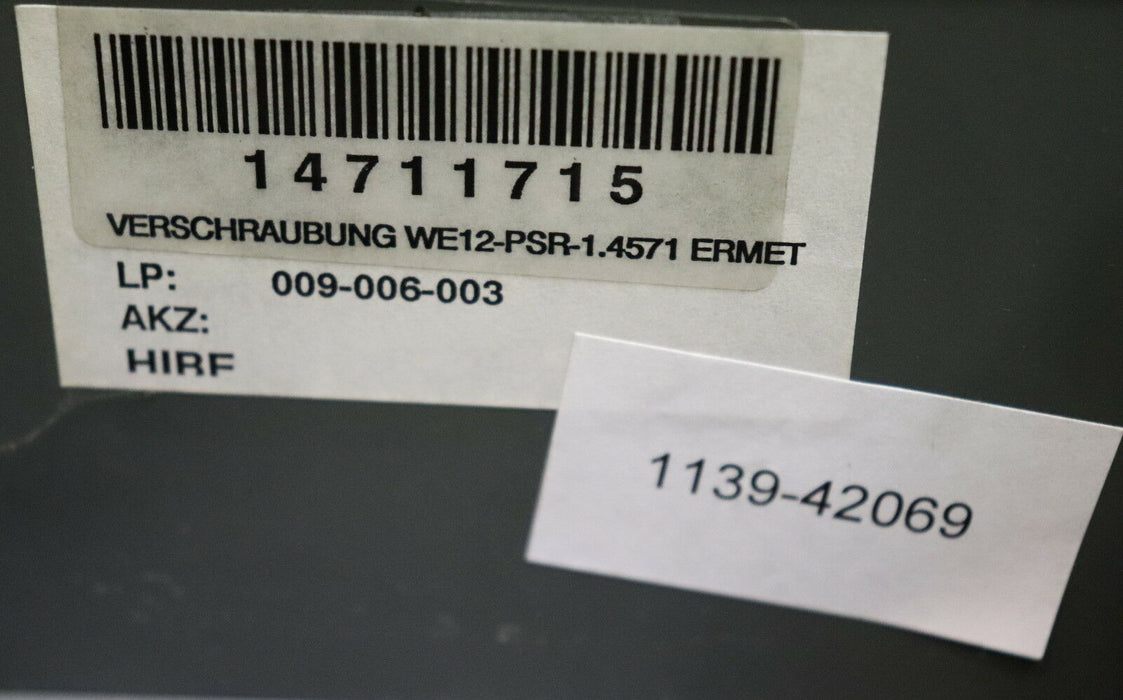 14711715
VERSCHRAUBUNG WE12-PSR-1.4571 ERMET
LP: 009-006-003
AKZ:
HIRF
1139-42069